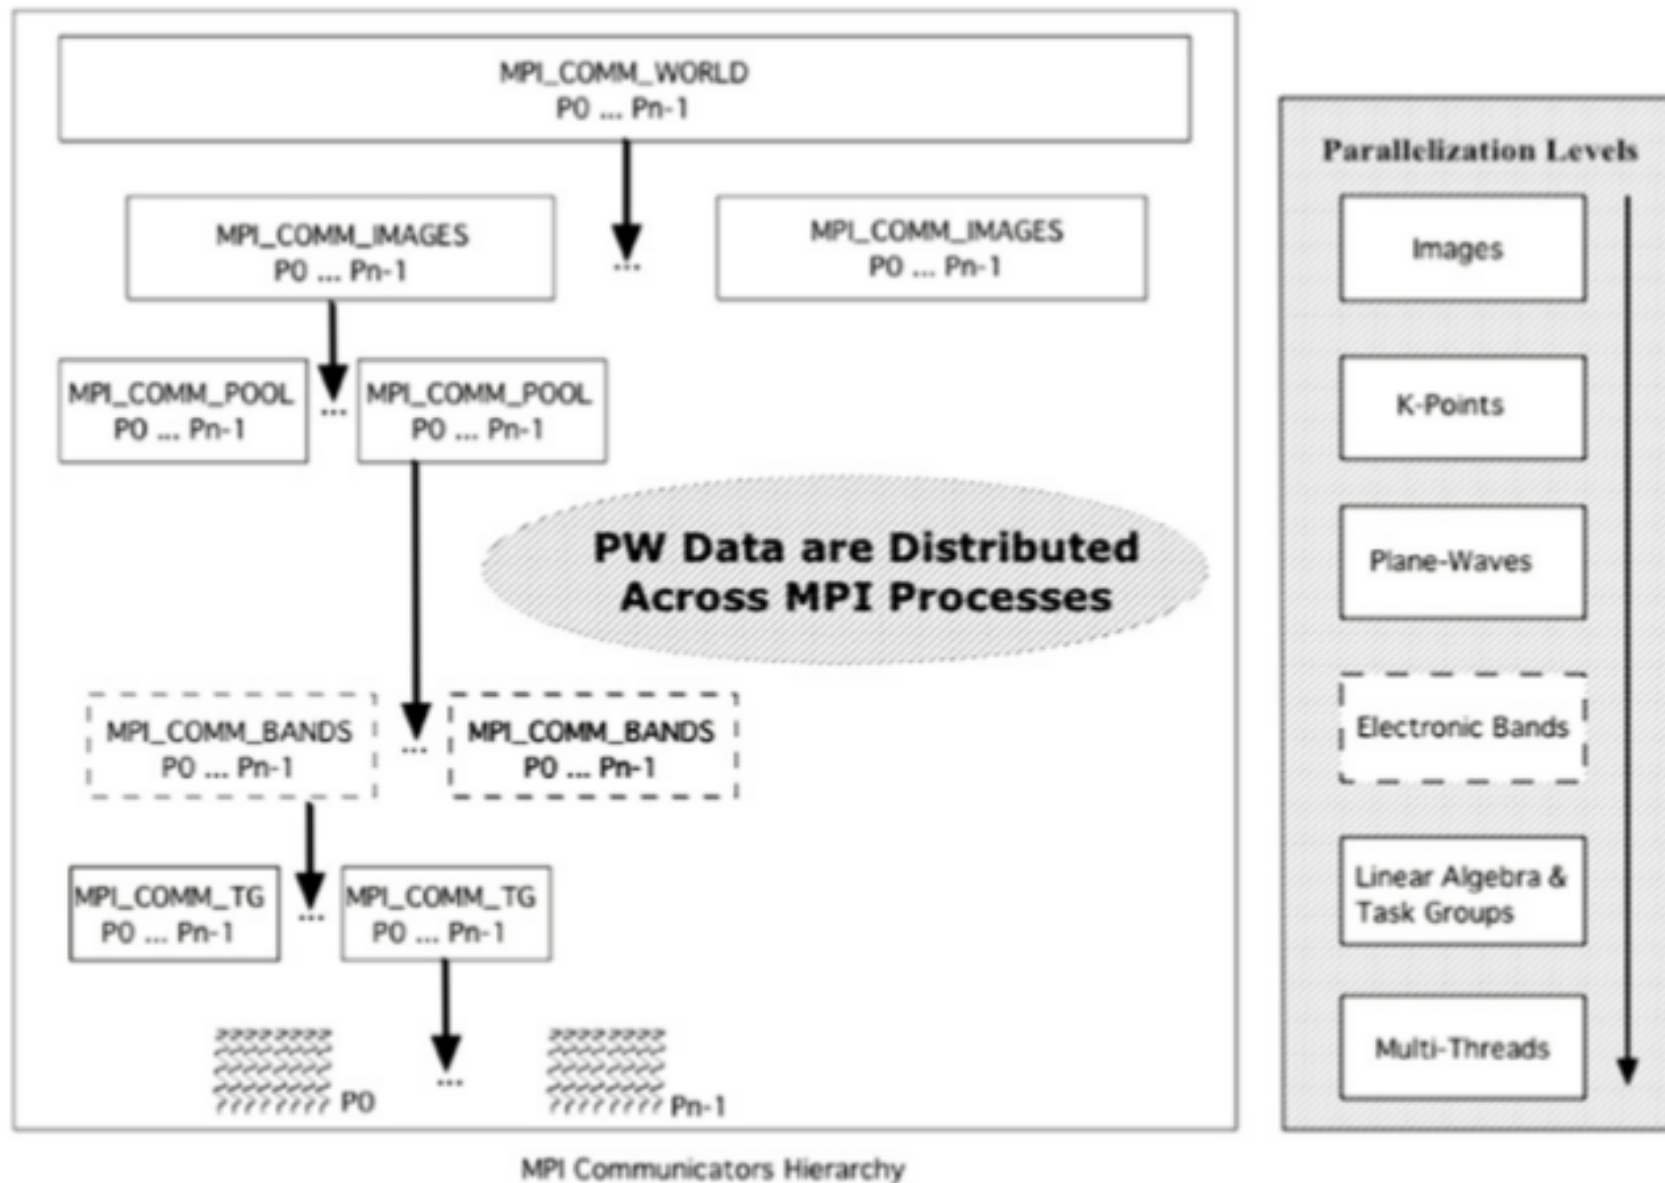 MPI_COMM_WORLD
P0 ... Pn-1
MPI_COMM_IMAGES
P0 ... Pn-1
...
MPI_COMM_IMAGES
P0 ... Pn-1
MPI_COMM_POOL
P0 ... Pn-1
...
MPI_COMM_POOL
P0 ... Pn-1
PW Data are Distributed
Across MPI Processes
MPI_COMM_BANDS
P0 ... Pn-1
...
MPI_COMM_BANDS
P0 ... Pn-1
MPI_COMM_TG
P0 ... Pn-1
...
MPI_COMM_TG
P0 ... Pn-1
P0
...
Pn-1
MPI Communicators Hierarchy
Parallelization Levels
Images
K-Points
Plane-Waves
Electronic Bands
Linear Algebra &
Task Groups
Multi-Threads